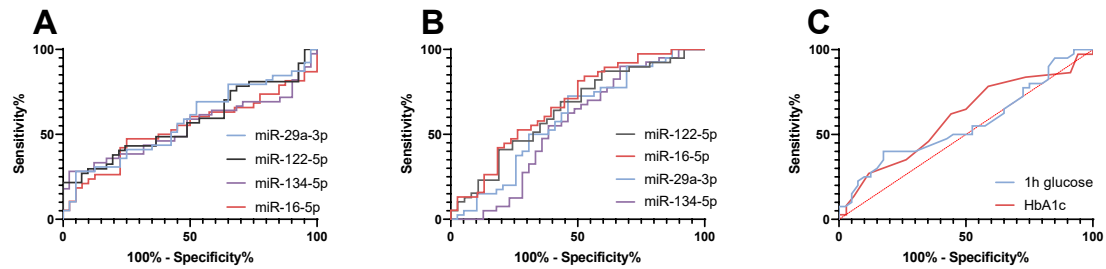 A
Sensitivity%
100
50
0
0
50
100
100% - Specificity%
miR-29a-3p
miR-122-5p
miR-134-5p
miR-16-5p
B
Sensitivity%
100
50
0
0
50
100
100% - Specificity%
miR-122-5p
miR-16-5p
miR-29a-3p
miR-134-5p
C
Sensitivity%
100
50
0
0
50
100
100% - Specificity%
1h glucose
HbA1c